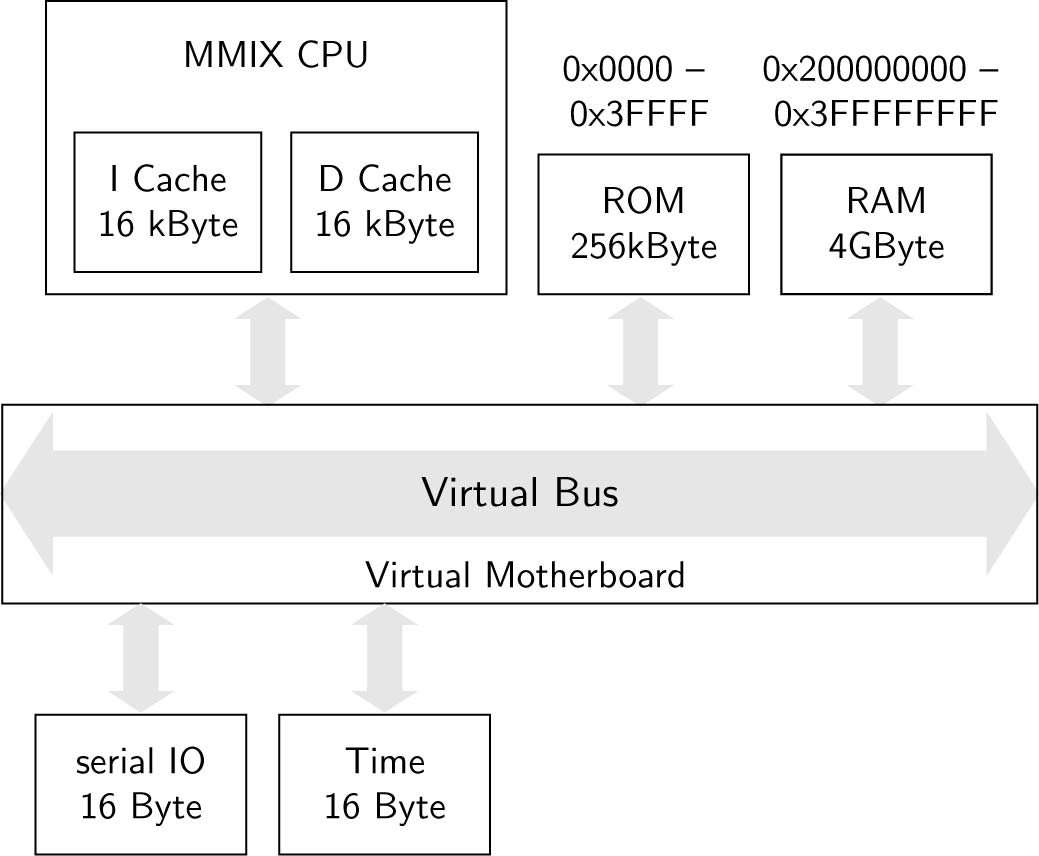 MMIX CPU
I Cache
16 kByte
D Cache
16 kByte
0x0000 –
0x3FFFF
ROM
256kByte
0x200000000 –
0x3FFFFFFFF
RAM
4GByte
Virtual Bus
Virtual Motherboard
serial IO
16 Byte
Time
16 Byte